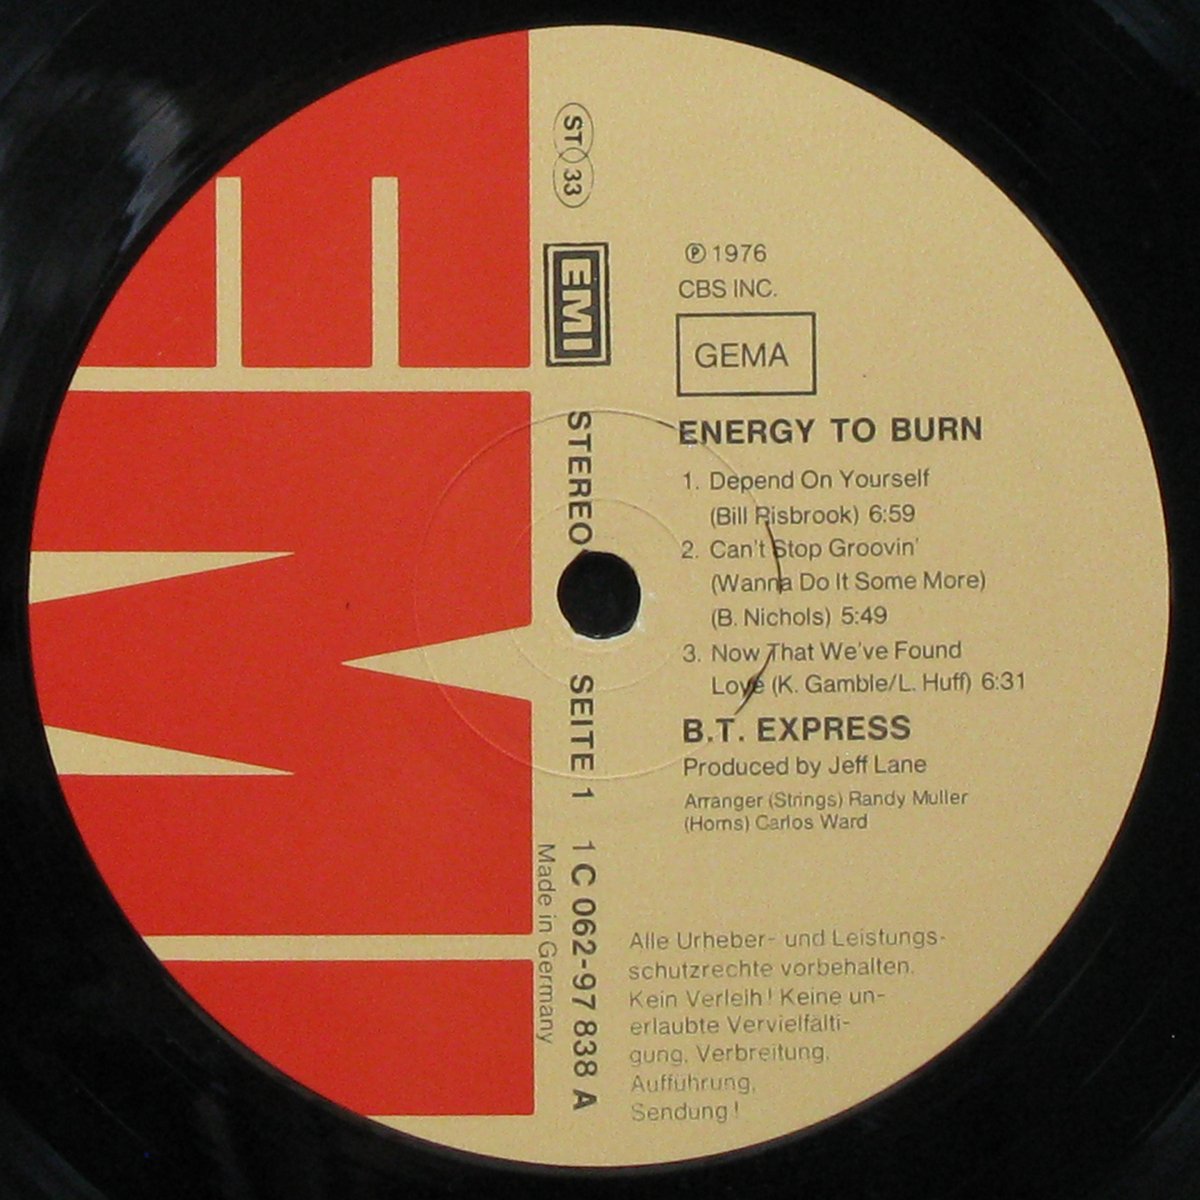 ST 33
EMI
STEREO
SEITE 1
1 C 062-97 838 A
Made in Germany
℗ 1976
CBS INC.
GEMA
ENERGY TO BURN
1. Depend On Yourself
(Bill Risbrook) 6:59
2. Can't Stop Groovin'
(Wanna Do It Some More)
(B. Nichols) 5:49
3. Now That We've Found
Love (K. Gamble/L. Huff) 6:31
B.T. EXPRESS
Produced by Jeff Lane
Arranger (Strings) Randy Muller
(Horns) Carlos Ward
Alle Urheber- und Leistungs-
schutzrechte vorbehalten.
Kein Verleih! Keine un-
erlaubte Vervielfälti-
gung, Verbreitung,
Aufführung,
Sendung!
EMI